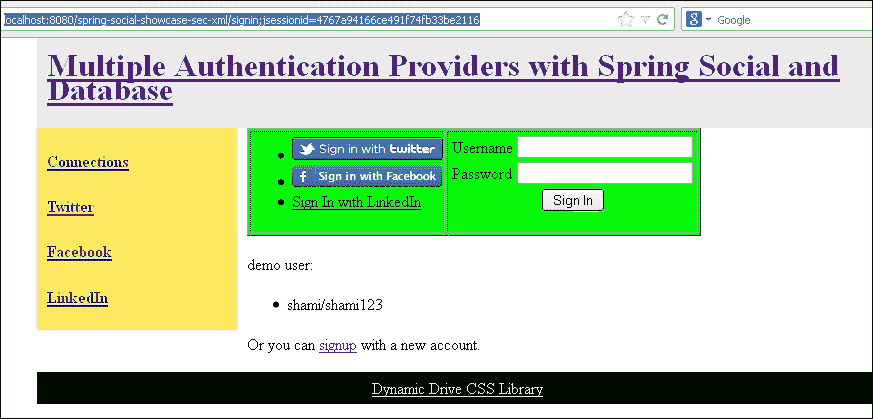 localhost:8080/spring-social-showcase-sec-xml/signin;jsessionid=4767a94166ce491f74fb33be2116
Google
Multiple Authentication Providers with Spring Social and
Database
Connections
Twitter
Facebook
LinkedIn
Sign in with twitter
Sign in with Facebook
Sign In with LinkedIn
Username
Password
Sign In
demo user:
shami/shami123
Or you can signup with a new account.
Dynamic Drive CSS Library